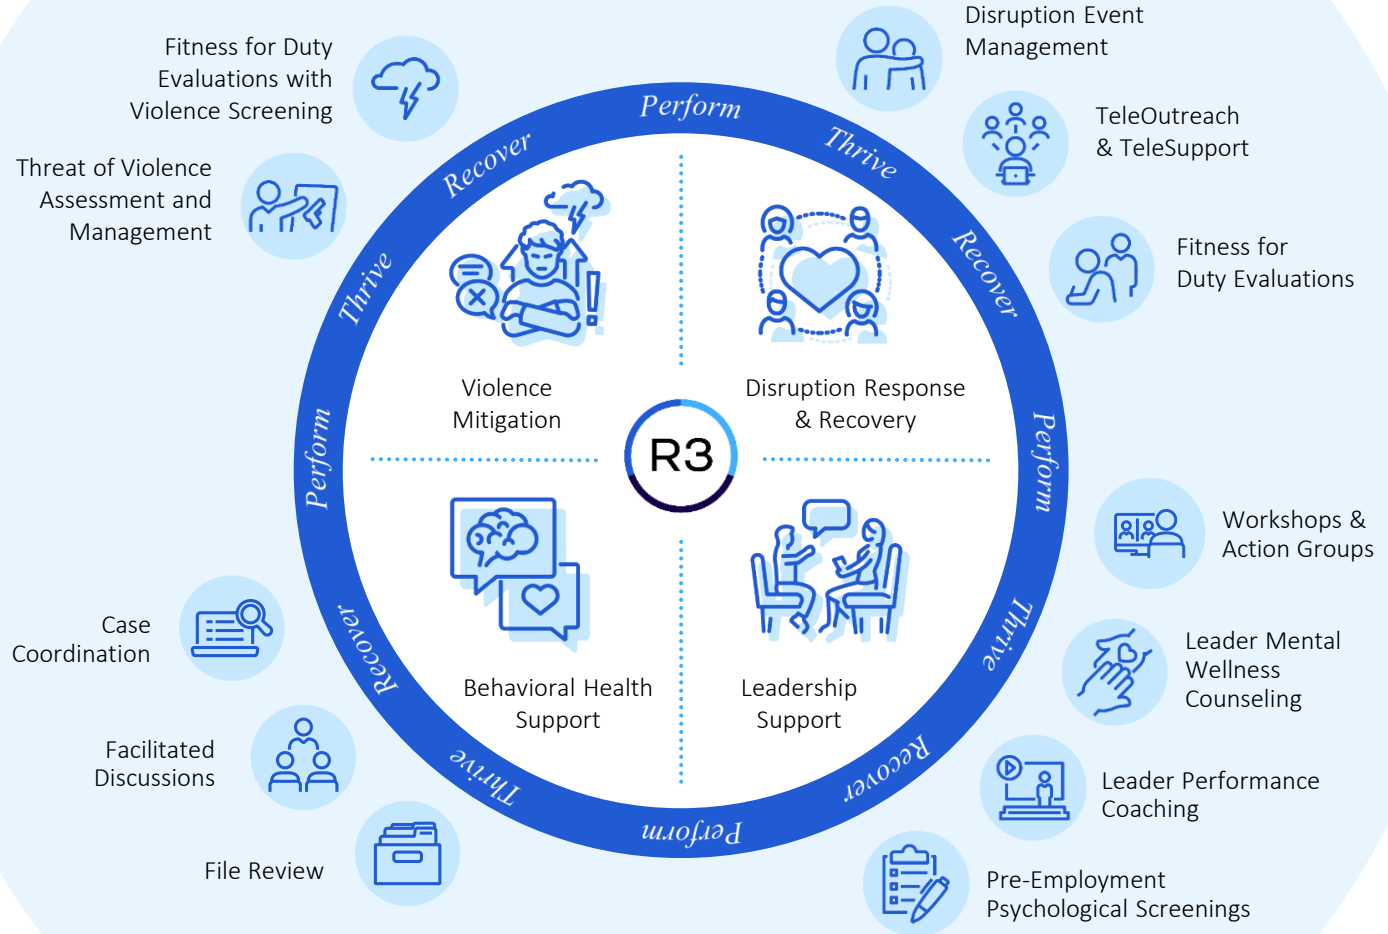 Disruption Event
Management
TeleOutreach
& TeleSupport
Fitness for
Duty Evaluations
Workshops &
Action Groups
Leader Mental
Wellness
Counseling
Leader Performance
Coaching
Pre-Employment
Psychological Screenings
File Review
Facilitated
Discussions
Case
Coordination
Threat of Violence
Assessment and
Management
Fitness for Duty
Evaluations with
Violence Screening
Perform
Thrive
Recover
Perform
Thrive
Recover
Perform
Thrive
Recover
Perform
Thrive
Recover
Violence
Mitigation
Disruption Response
& Recovery
R3
Behavioral Health
Support
Leadership
Support